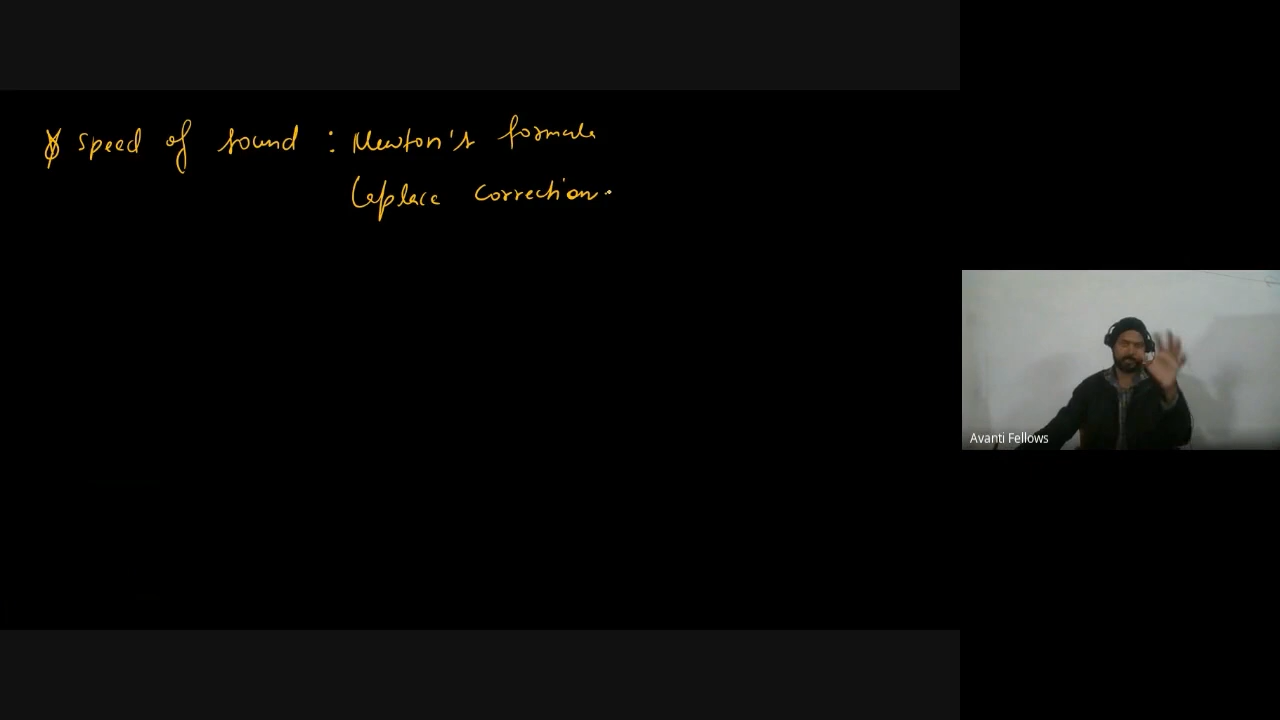 * speed of sound : Newton's formula
Laplace correction.
Avanti Fellows